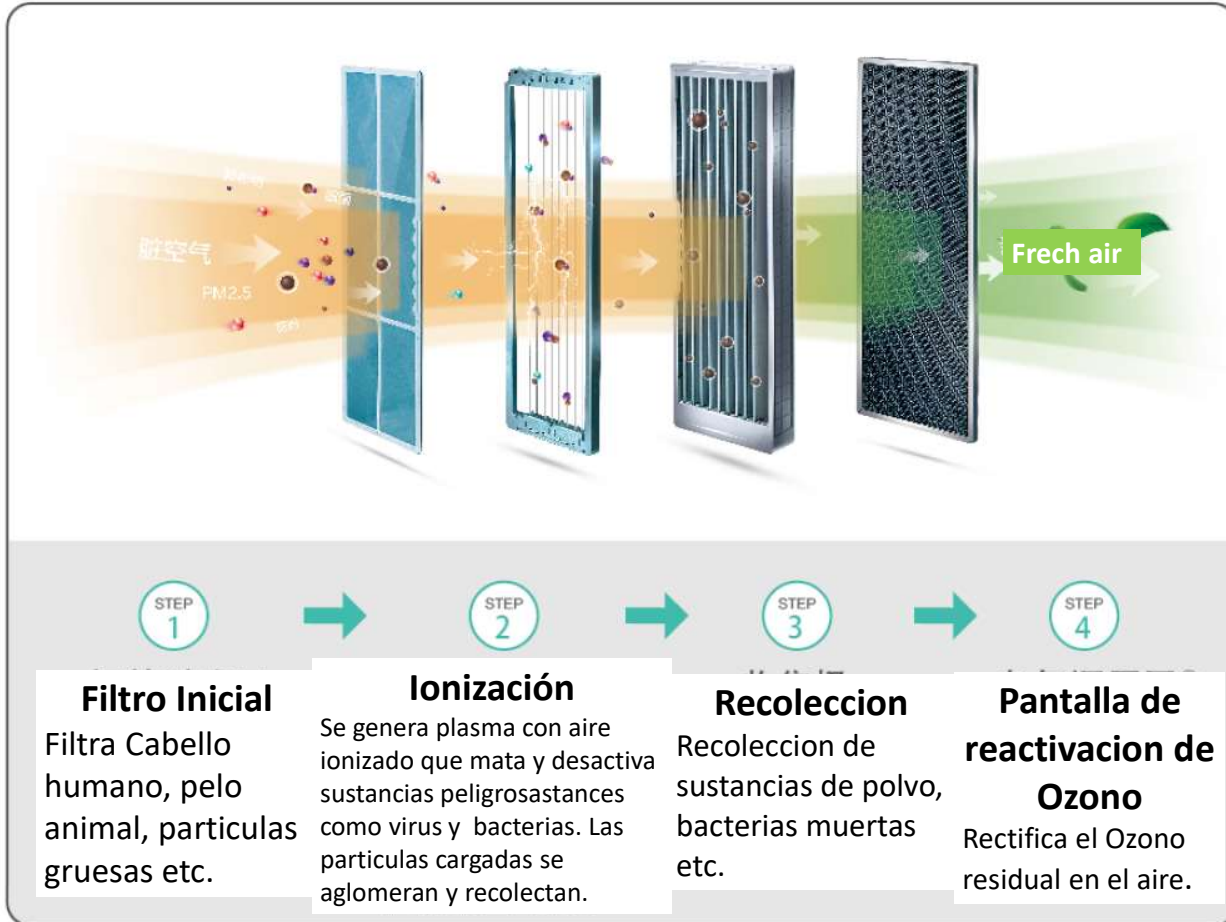 脏空气
PM2.5
Frech air
STEP
1
STEP
2
STEP
3
STEP
4
Filtro Inicial
Filtra Cabello
humano, pelo
animal, particulas
gruesas etc.
Ionización
Se genera plasma con aire
ionizado que mata y desactiva
sustancias peligrosastances
como virus y bacterias. Las
particulas cargadas se
aglomeran y recolectan.
Recoleccion
Recoleccion de
sustancias de polvo,
bacterias muertas
etc.
Pantalla de
reactivacion de
Ozono
Rectifica el Ozono
residual en el aire.